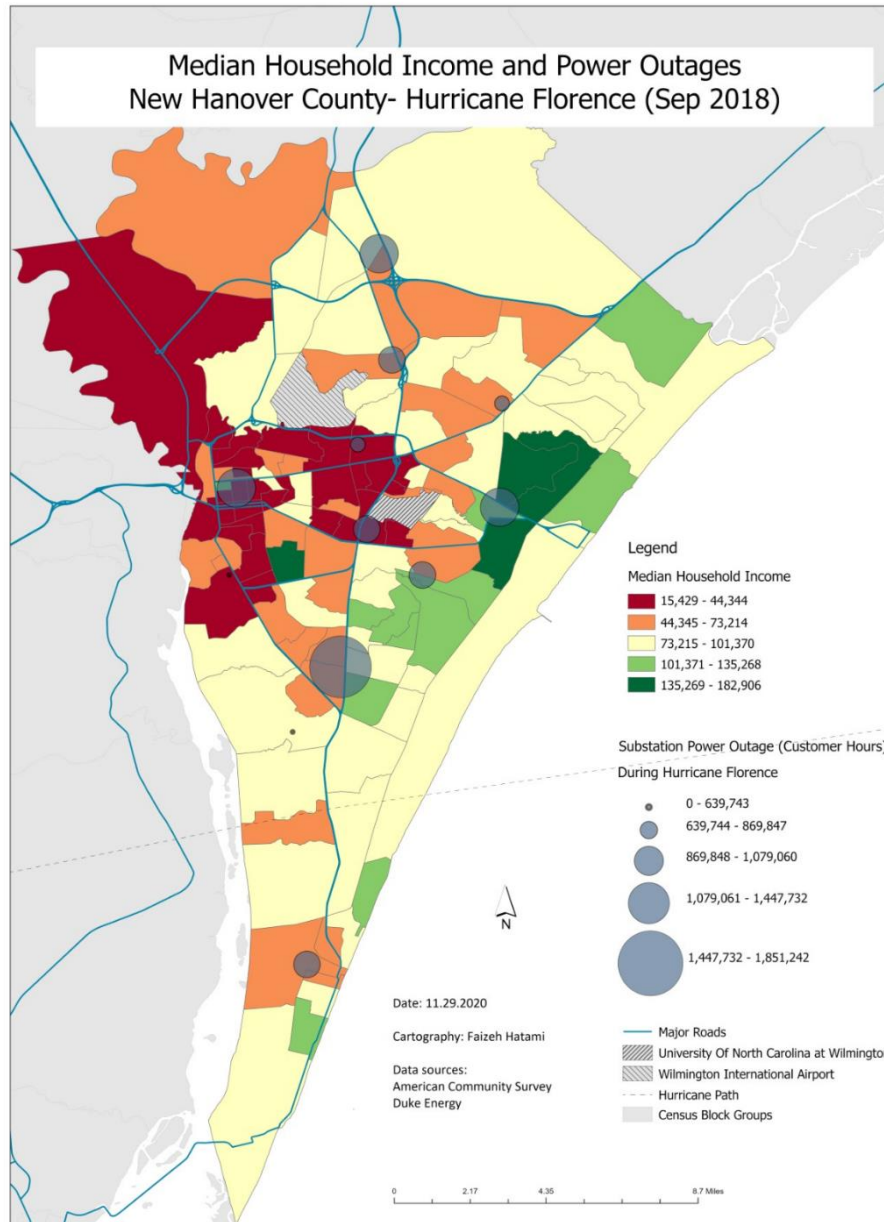 Median Household Income and Power Outages
New Hanover County- Hurricane Florence (Sep 2018)
Legend
Median Household Income
15,429 - 44,344
44,345 - 73,214
73,215 - 101,370
101,371 - 135,268
135,269 - 182,906
Substation Power Outage (Customer Hours)
During Hurricane Florence
0 - 639,743
639,744 - 869,847
869,848 - 1,079,060
1,079,061 - 1,447,732
1,447,732 - 1,851,242
N
Date: 11.29.2020
Cartography: Faizeh Hatami
Data sources:
American Community Survey
Duke Energy
Major Roads
University Of North Carolina at Wilmington
Wilmington International Airport
Hurricane Path
Census Block Groups
0 2.17 4.35 8.7 Miles